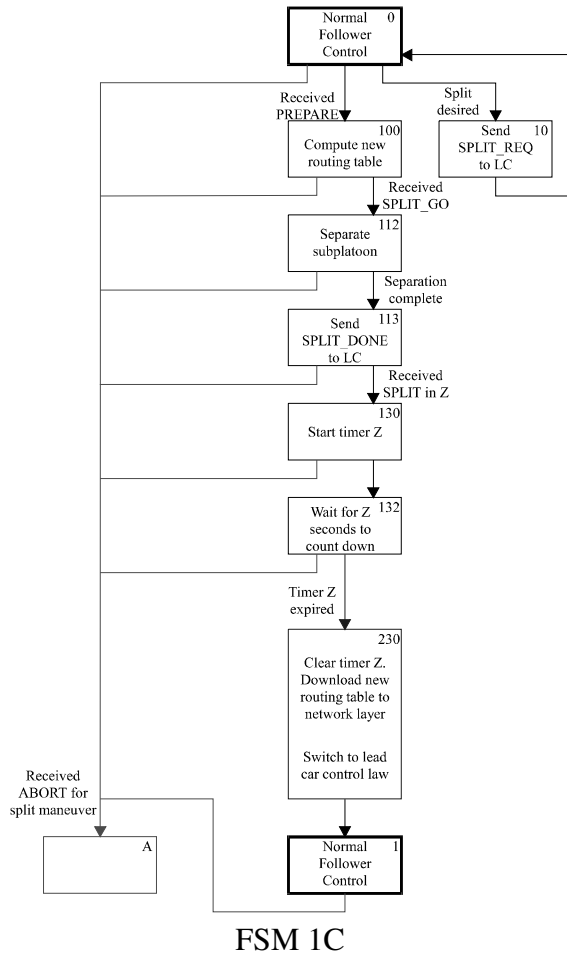 Normal 0
Follower
Control
Received
PREPARE
Split
desired
100
Compute new
routing table
Send 10
SPLIT_REQ
to LC
Received
SPLIT_GO
112
Separate
subplatoon
Separation
complete
Send 113
SPLIT_DONE
to LC
Received
SPLIT in Z
130
Start timer Z
132
Wait for Z
seconds to
count down
Timer Z
expired
230
Clear timer Z.
Download new
routing table to
network layer
Switch to lead
car control law
Received
ABORT for
split maneuver
A
Normal 1
Follower
Control
FSM 1C